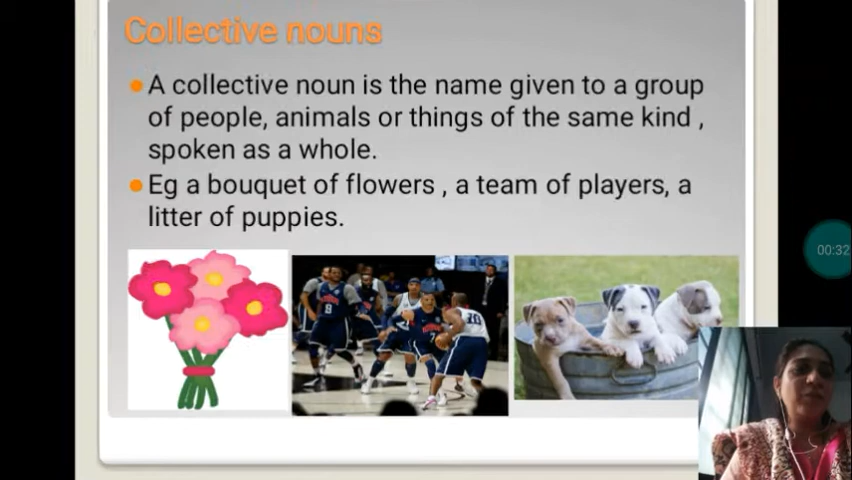 Collective nouns
A collective noun is the name given to a group
of people, animals or things of the same kind ,
spoken as a whole.
Eg a bouquet of flowers , a team of players, a
litter of puppies.
00:32